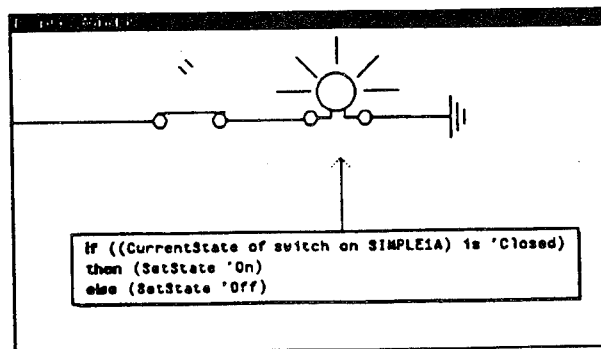 If ((CurrentState of switch on SIMPLE1A) is 'Closed)
then (SetState 'On)
else (SetState 'Off)